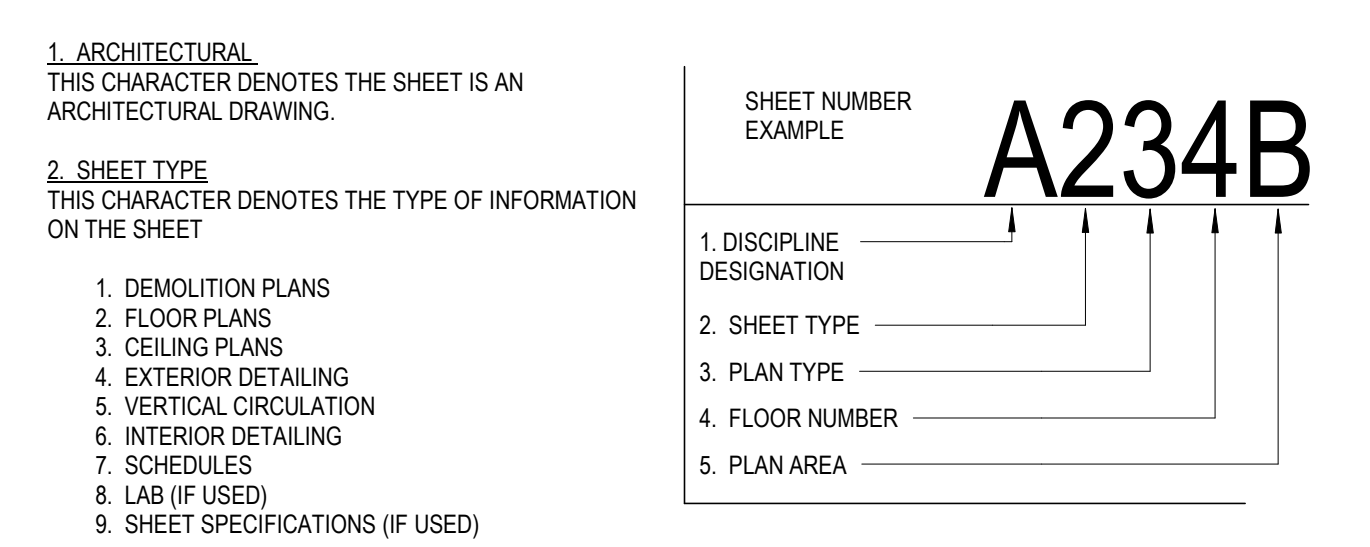 1. ARCHITECTURAL
THIS CHARACTER DENOTES THE SHEET IS AN
ARCHITECTURAL DRAWING.
2. SHEET TYPE
THIS CHARACTER DENOTES THE TYPE OF INFORMATION
ON THE SHEET
1. DEMOLITION PLANS
2. FLOOR PLANS
3. CEILING PLANS
4. EXTERIOR DETAILING
5. VERTICAL CIRCULATION
6. INTERIOR DETAILING
7. SCHEDULES
8. LAB (IF USED)
9. SHEET SPECIFICATIONS (IF USED)
SHEET NUMBER
EXAMPLE
A234B
1. DISCIPLINE
DESIGNATION
2. SHEET TYPE
3. PLAN TYPE
4. FLOOR NUMBER
5. PLAN AREA